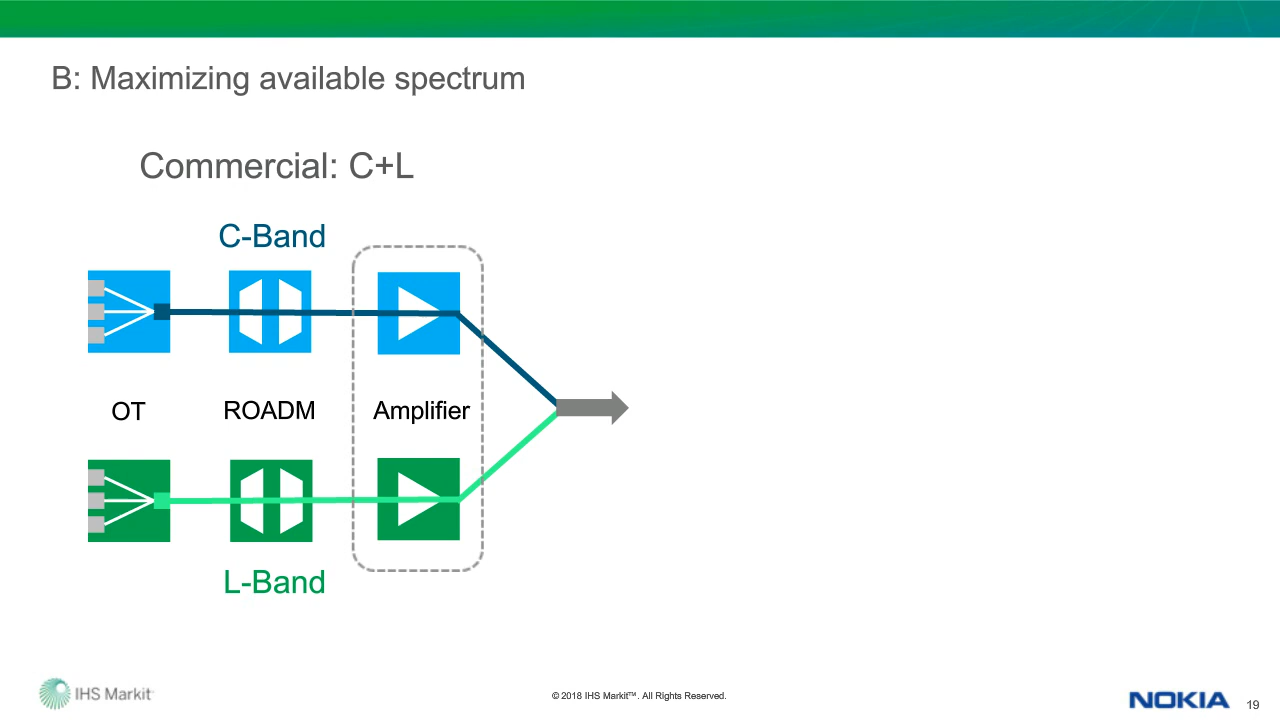 B: Maximizing available spectrum
Commercial: C+L
C-Band
OT
ROADM
Amplifier
L-Band
IHS Markit
© 2018 IHS Markit™. All Rights Reserved.
NOKIA
19